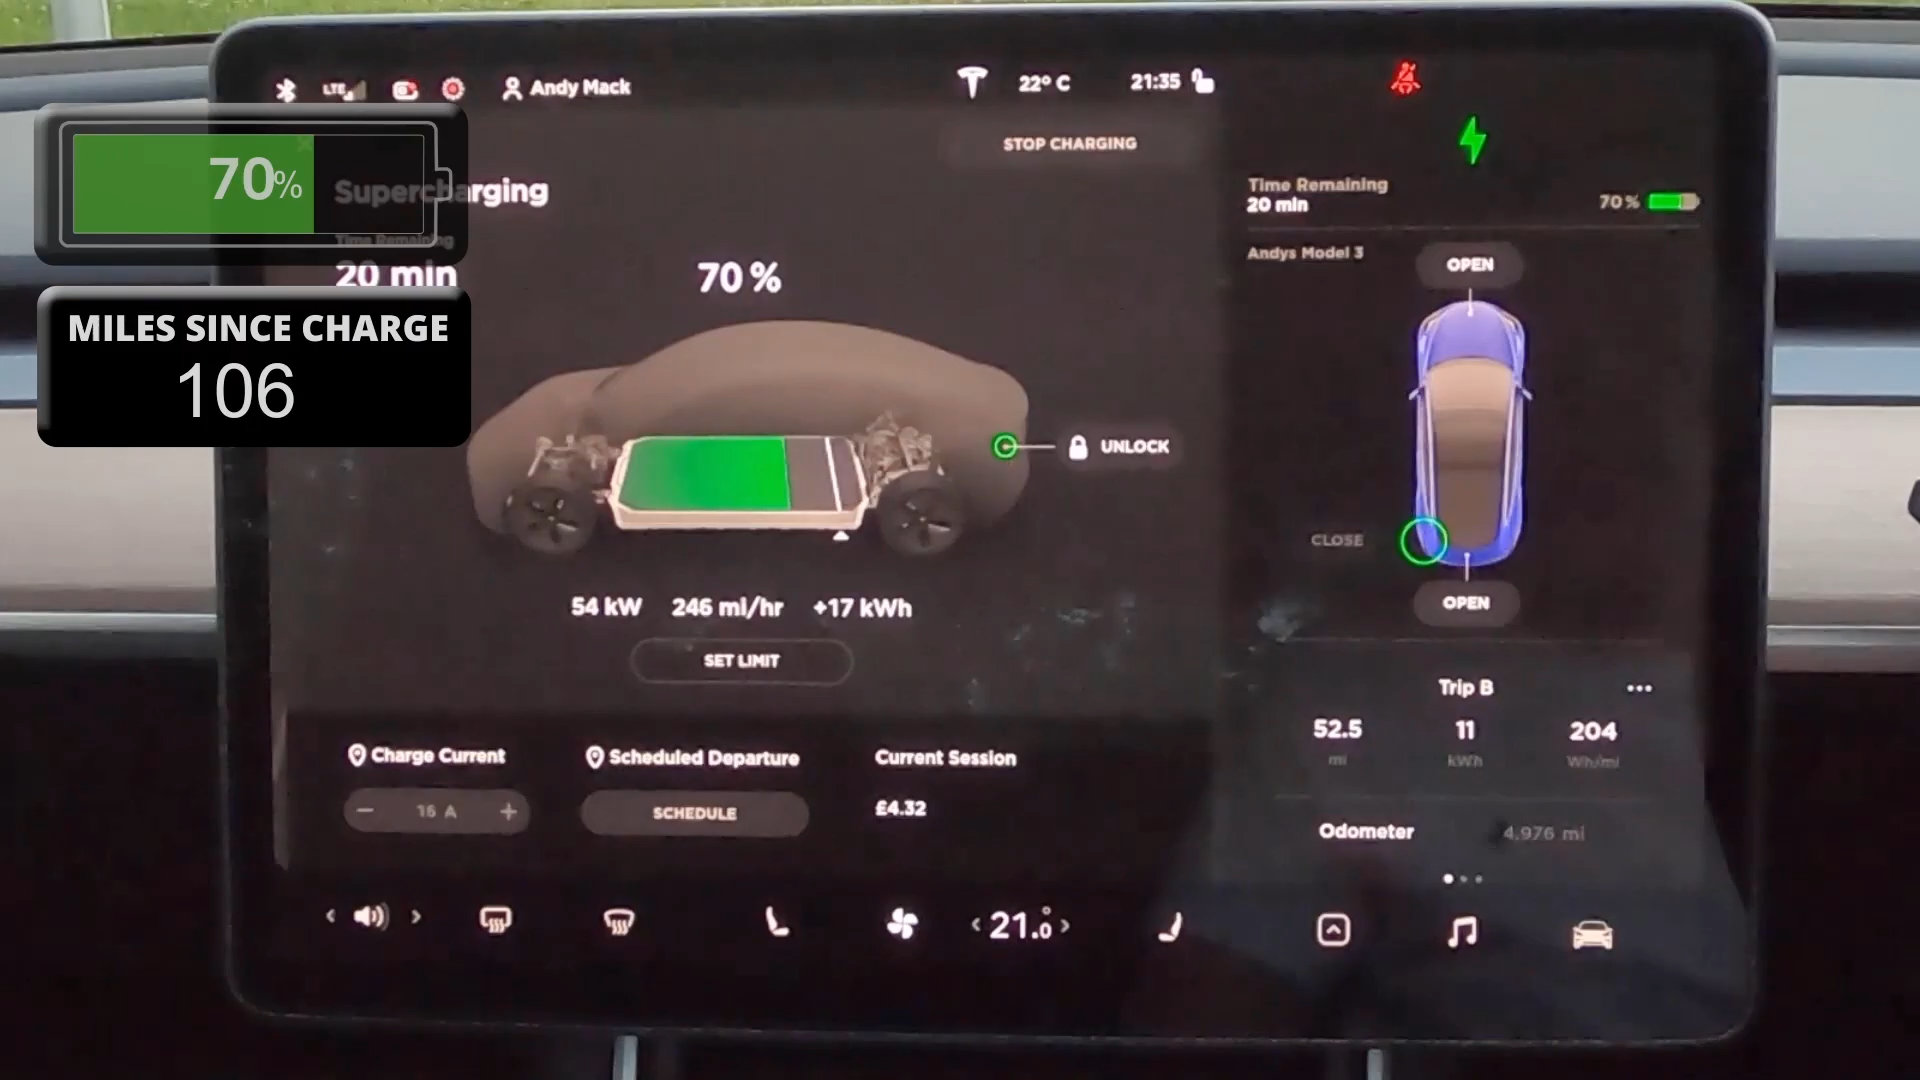 LTE
Andy Mack
22° C
21:35
STOP CHARGING
70%
Supercharging
Time Remaining
20 min
70 %
MILES SINCE CHARGE
106
UNLOCK
54 kW 246 mi/hr +17 kWh
SET LIMIT
Charge Current
− 16 A +
Scheduled Departure
SCHEDULE
Current Session
£4.32
Time Remaining
20 min
70 %
Andys Model 3
OPEN
CLOSE
OPEN
Trip B
52.5 11 204
mi kWh Wh/mi
Odometer 4,976 mi
< > < 21.0° >